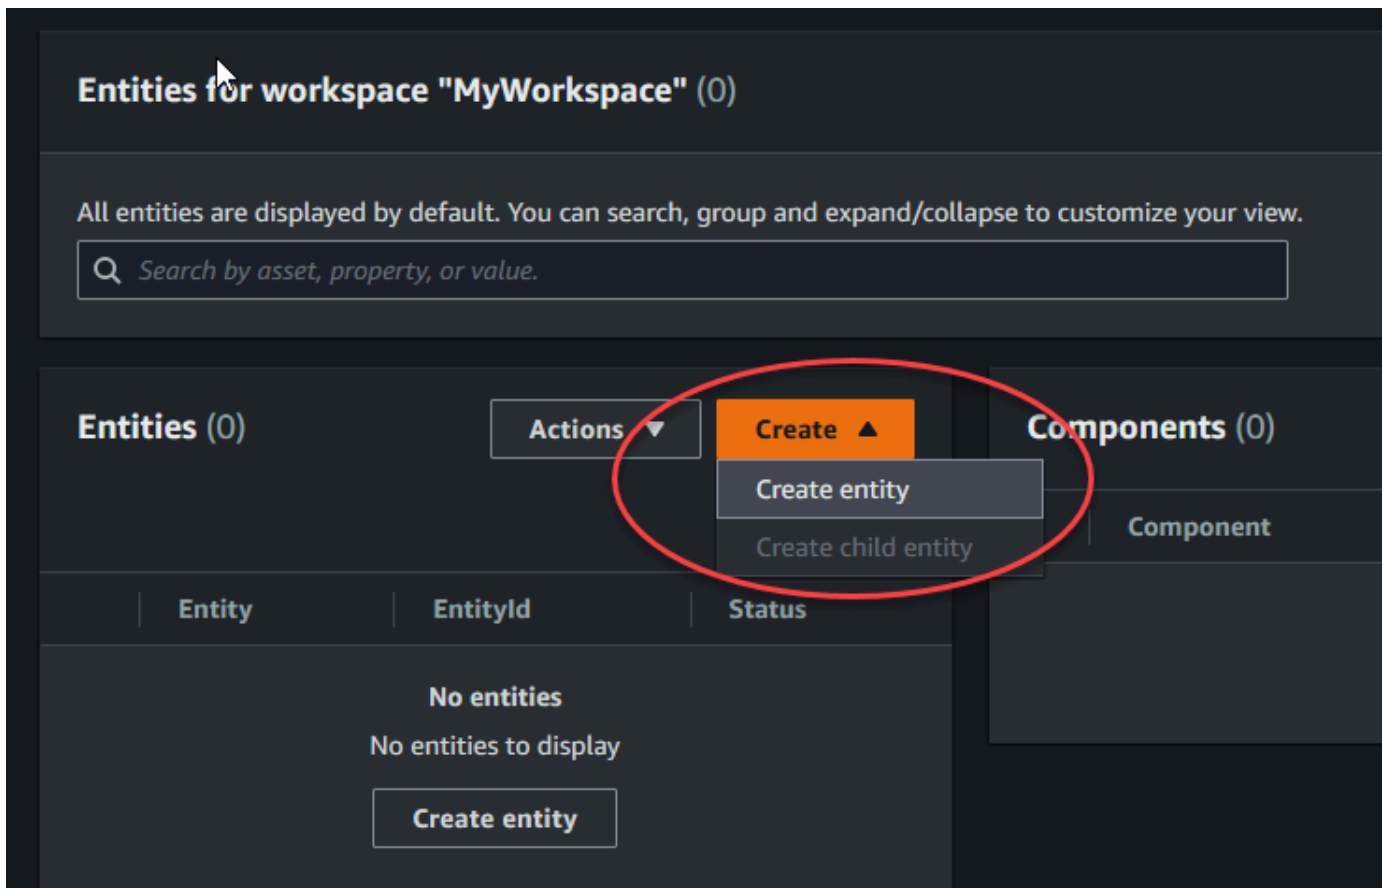 Entities for workspace "MyWorkspace" (0)
All entities are displayed by default. You can search, group and expand/collapse to customize your view.
Search by asset, property, or value.
Entities (0)
Actions
Create
Components (0)
Create entity
Create child entity
Component
Entity
EntityId
Status
No entities
No entities to display
Create entity